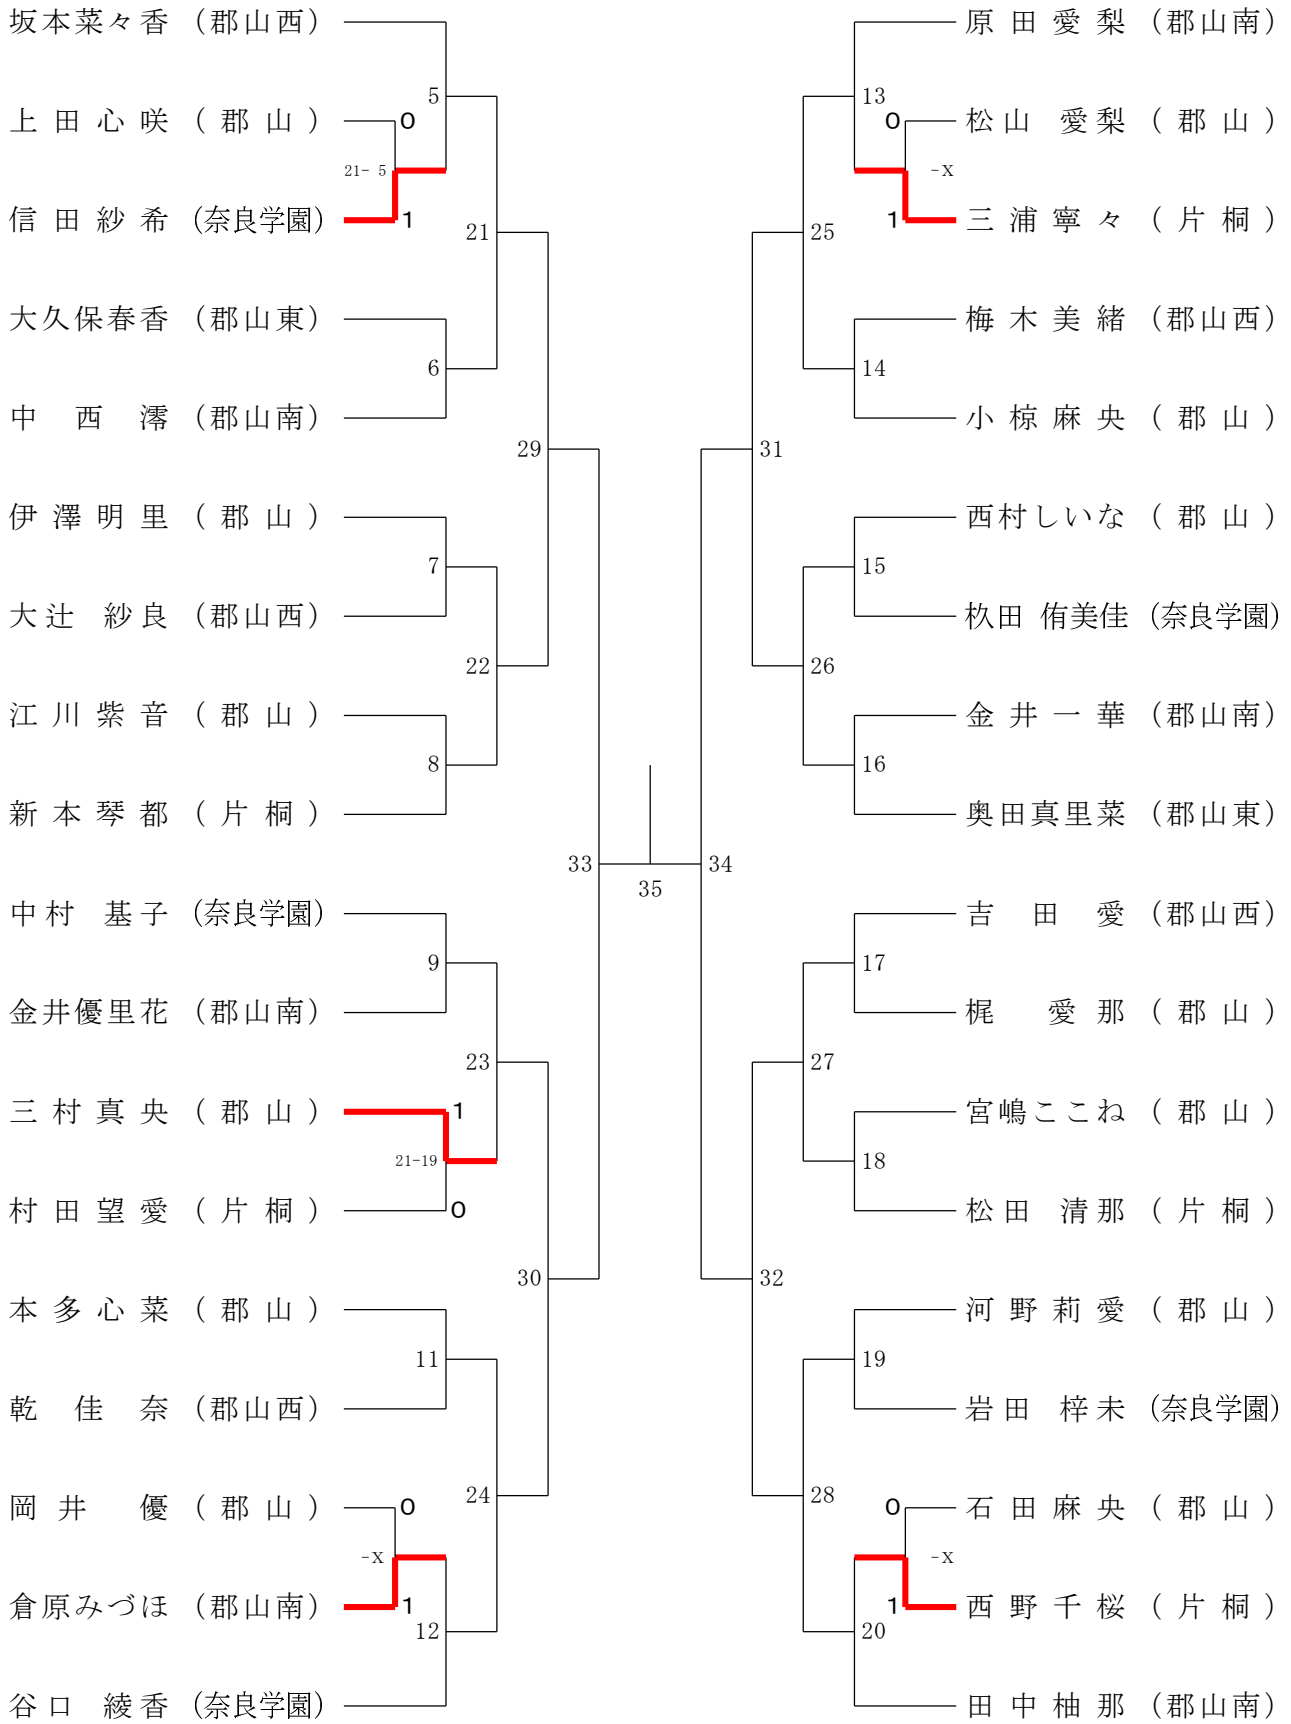 坂本菜々香 (郡山西)
5
上田心咲 (郡山)
0
21- 5
信田紗希 (奈良学園)
1
21
大久保春香 (郡山東)
6
中西澪 (郡山南)
29
伊澤明里 (郡山)
7
大辻 紗良 (郡山西)
22
江川紫音 (郡山)
8
新本琴都 (片桐)
33
中村 基子 (奈良学園)
9
金井優里花 (郡山南)
23
三村真央 (郡山)
1
21-19
村田望愛 (片桐)
0
30
本多心菜 (郡山)
11
乾佳奈 (郡山西)
24
岡井優 (郡山)
0
-X
倉原みづほ (郡山南)
1
12
谷口 綾香 (奈良学園)
35
原田愛梨 (郡山南)
13
松山 愛梨 (郡山)
0
-X
三浦寧々 (片桐)
1
25
梅木美緒 (郡山西)
14
小椋麻央 (郡山)
31
西村しいな (郡山)
15
杦田 侑美佳 (奈良学園)
26
金井一華 (郡山南)
16
奥田真里菜 (郡山東)
34
吉田愛 (郡山西)
17
梶愛那 (郡山)
27
宮嶋ここね (郡山)
18
松田 清那 (片桐)
32
河野莉愛 (郡山)
19
岩田 梓未 (奈良学園)
28
石田麻央 (郡山)
0
-X
西野千桜 (片桐)
1
20
田中柚那 (郡山南)